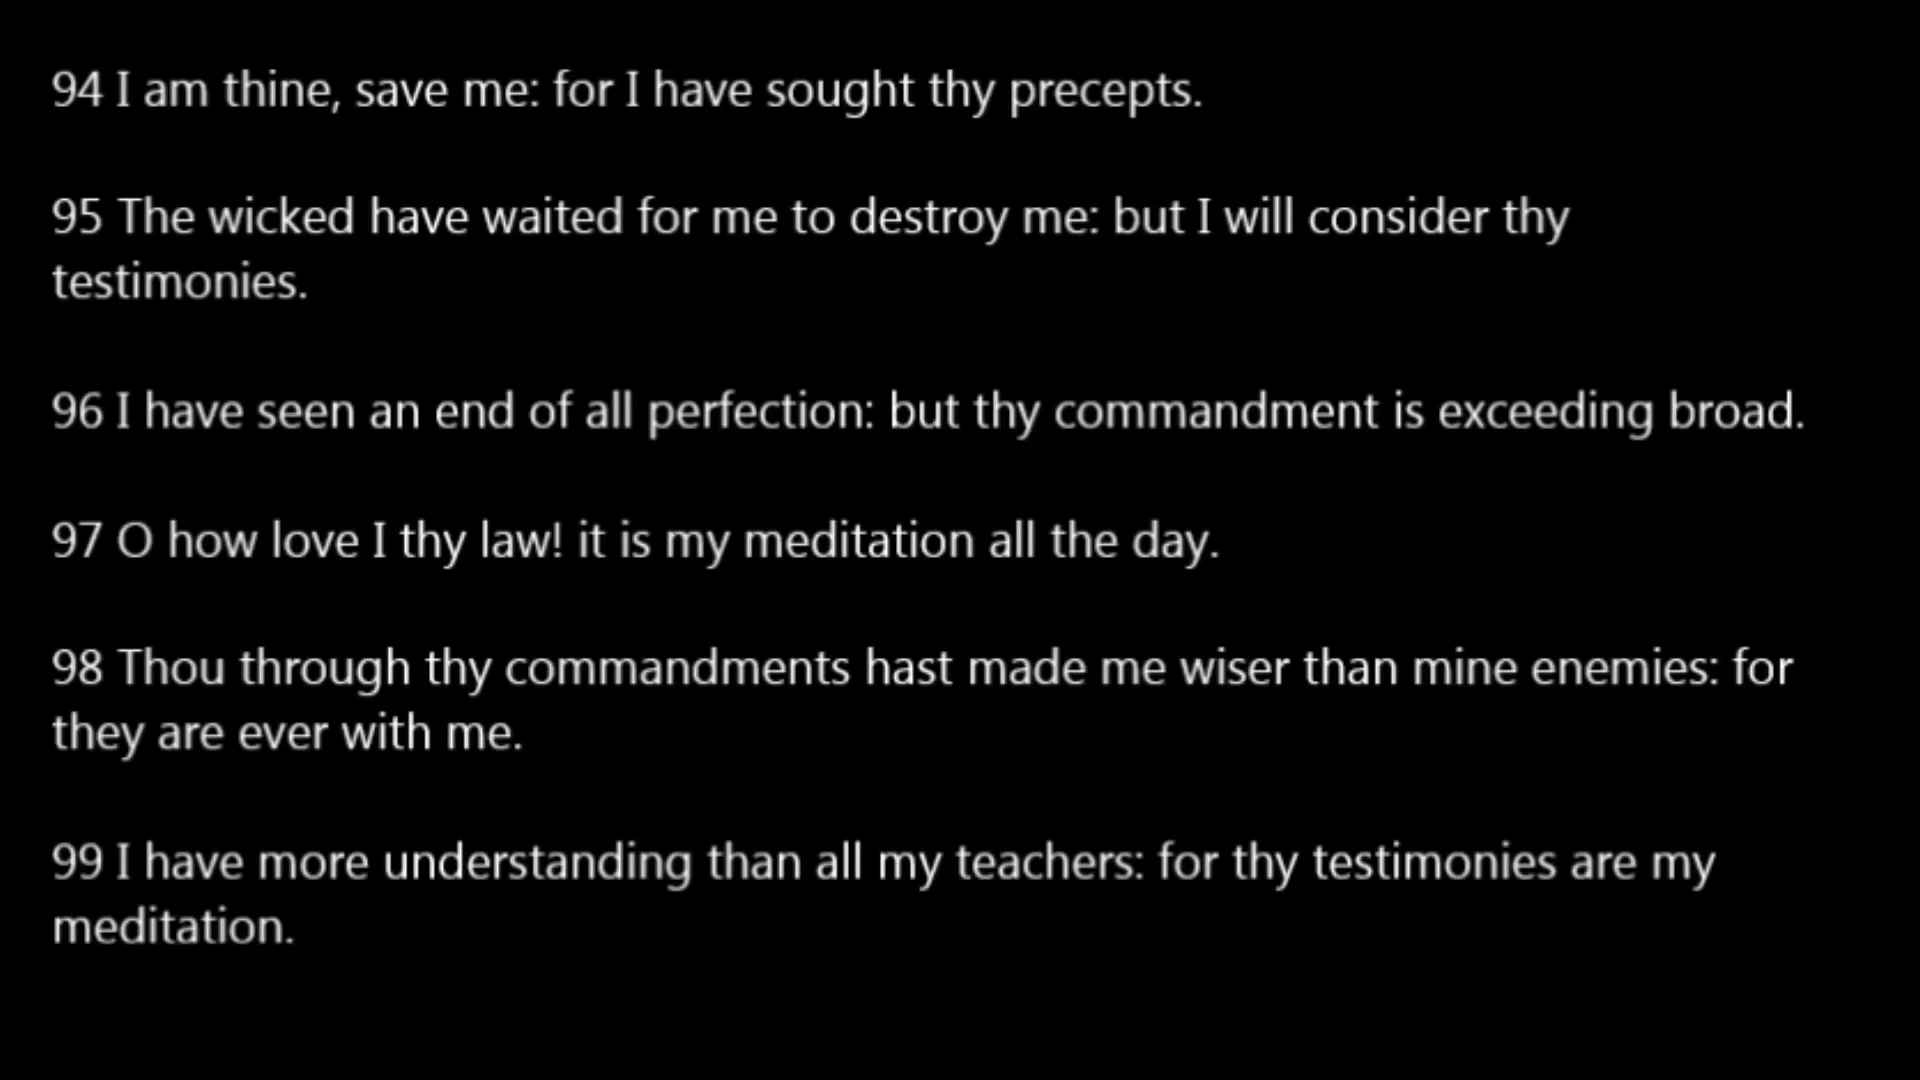 94 I am thine, save me: for I have sought thy precepts.
95 The wicked have waited for me to destroy me: but I will consider thy
testimonies.
96 I have seen an end of all perfection: but thy commandment is exceeding broad.
97 O how love I thy law! it is my meditation all the day.
98 Thou through thy commandments hast made me wiser than mine enemies: for
they are ever with me.
99 I have more understanding than all my teachers: for thy testimonies are my
meditation.